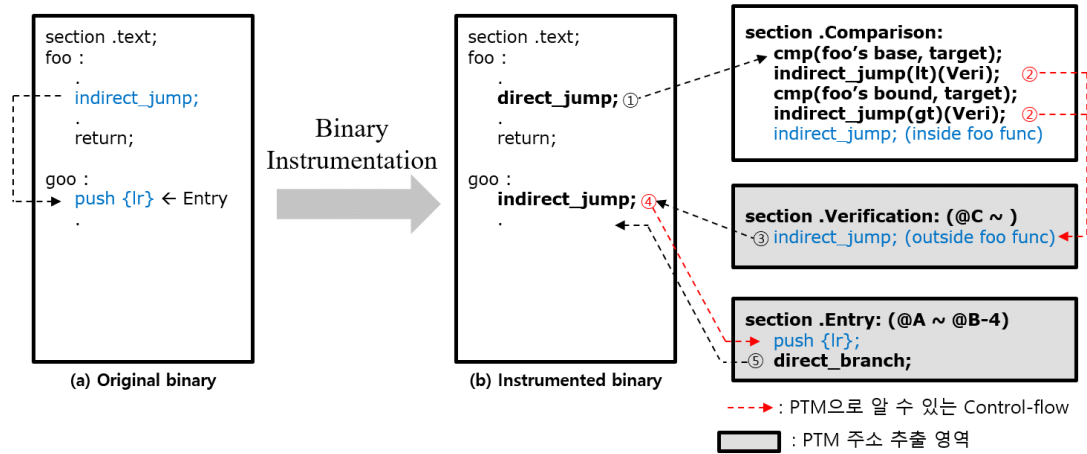 section .text;
foo :
.
indirect_jump;
.
return;
goo :
push {lr} ← Entry
.
(a) Original binary
Binary
Instrumentation
section .text;
foo :
.
direct_jump; ①
.
return;
goo :
indirect_jump; ④
.
(b) Instrumented binary
section .Comparison:
cmp(foo's base, target);
indirect_jump(lt)(Veri); ②
cmp(foo's bound, target);
indirect_jump(gt)(Veri); ②
indirect_jump; (inside foo func)
section .Verification: (@C ~ )
③ indirect_jump; (outside foo func)
section .Entry: (@A ~ @B-4)
push {lr};
⑤ direct_branch;
: PTM으로 알 수 있는 Control-flow
: PTM 주소 추출 영역